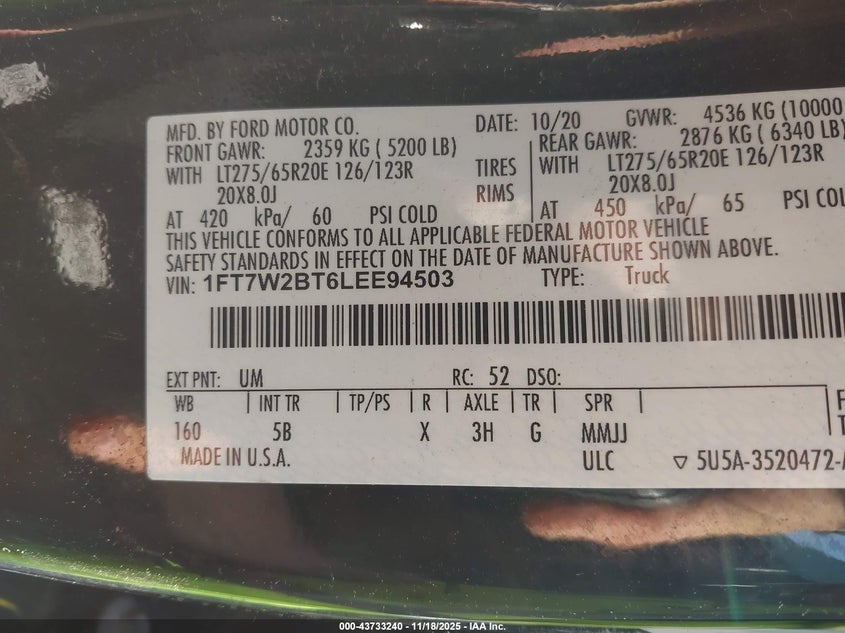 MFD. BY FORD MOTOR CO. DATE: 10/20 GVWR: 4536 KG (10000
FRONT GAWR: 2359 KG ( 5200 LB) REAR GAWR: 2876 KG ( 6340 LB)
WITH LT275/65R20E 126/123R TIRES WITH LT275/65R20E 126/123R
20X8.0J RIMS 20X8.0J
AT 420 kPa/ 60 PSI COLD AT 450 kPa/ 65 PSI COL
THIS VEHICLE CONFORMS TO ALL APPLICABLE FEDERAL MOTOR VEHICLE
SAFETY STANDARDS IN EFFECT ON THE DATE OF MANUFACTURE SHOWN ABOVE.
VIN: 1FT7W2BT6LEE94503 TYPE: Truck
EXT PNT: UM RC: 52 DSO:
WB | INT TR | TP/PS | R | AXLE | TR | SPR | F
160 5B X 3H G MMJJ T
MADE IN U.S.A. ULC ▽ 5U5A-3520472-
000-43733240 - 11/18/2025 - IAA Inc.